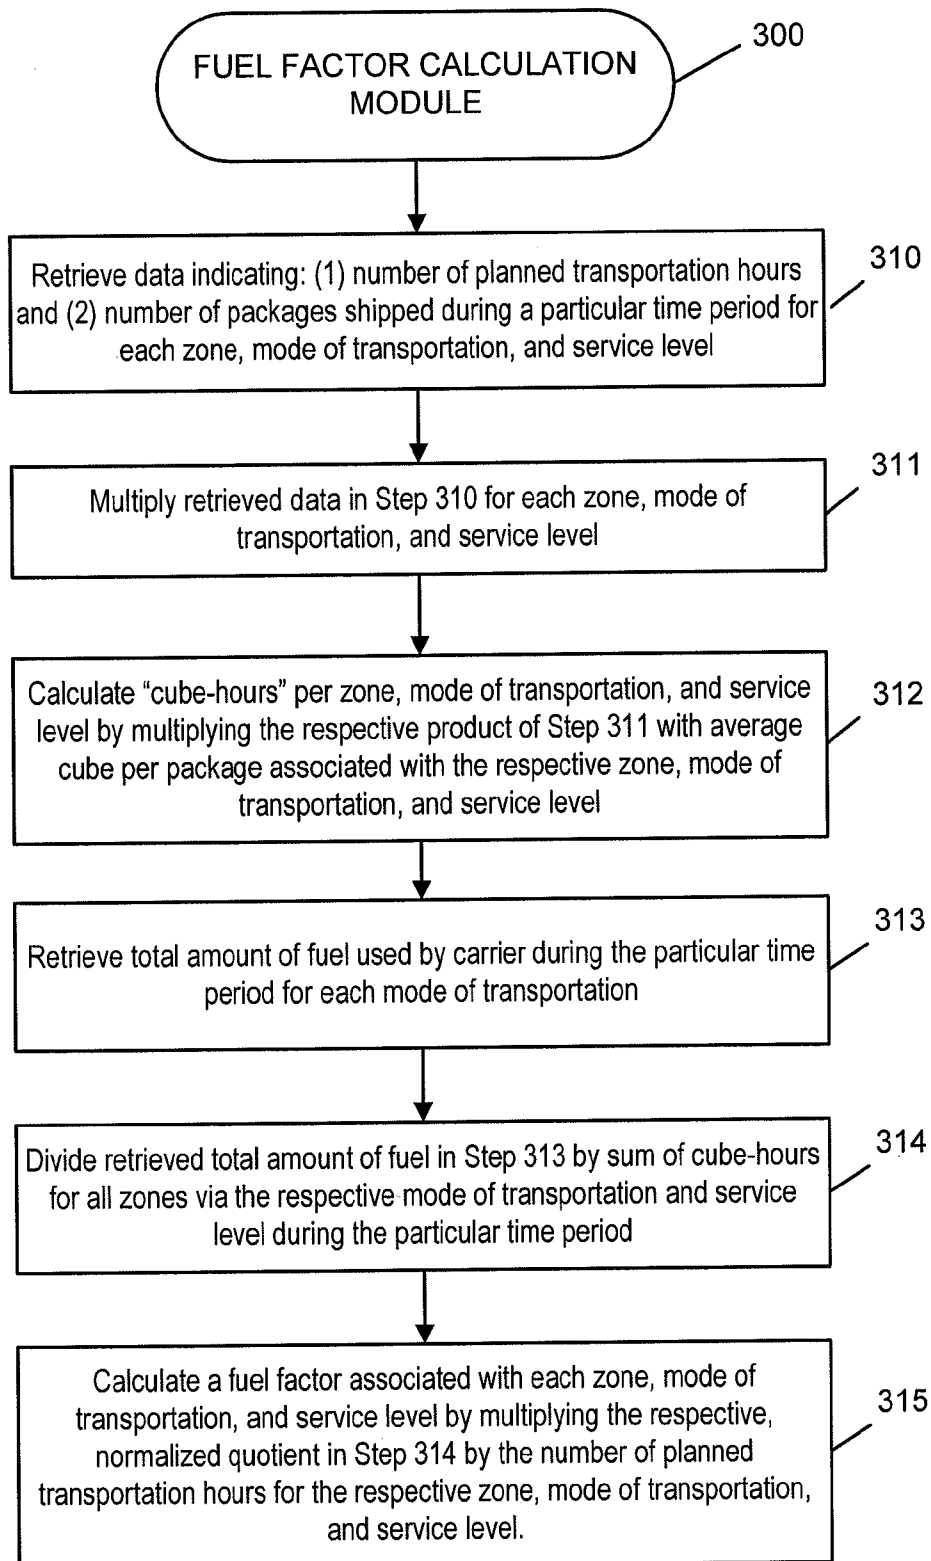 FUEL FACTOR CALCULATION
MODULE
300
Retrieve data indicating: (1) number of planned transportation hours
and (2) number of packages shipped during a particular time period for
each zone, mode of transportation, and service level
310
Multiply retrieved data in Step 310 for each zone, mode of
transportation, and service level
311
Calculate “cube-hours” per zone, mode of transportation, and service
level by multiplying the respective product of Step 311 with average
cube per package associated with the respective zone, mode of
transportation, and service level
312
Retrieve total amount of fuel used by carrier during the particular time
period for each mode of transportation
313
Divide retrieved total amount of fuel in Step 313 by sum of cube-hours
for all zones via the respective mode of transportation and service
level during the particular time period
314
Calculate a fuel factor associated with each zone, mode of
transportation, and service level by multiplying the respective,
normalized quotient in Step 314 by the number of planned
transportation hours for the respective zone, mode of transportation,
and service level.
315